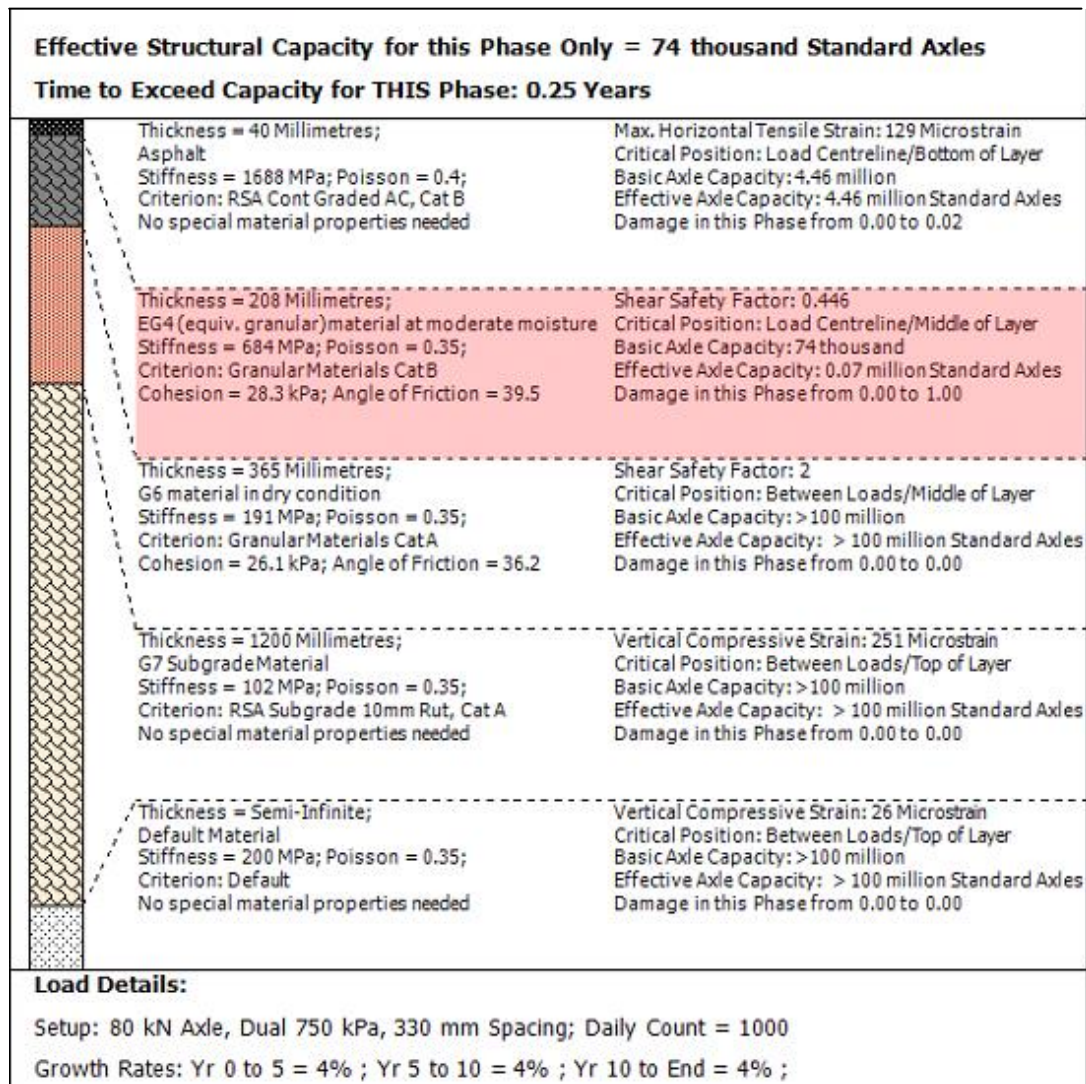 Effective Structural Capacity for this Phase Only = 74 thousand Standard Axles
Time to Exceed Capacity for THIS Phase: 0.25 Years
Thickness = 40 Millimetres;
Asphalt
Stiffness = 1688 MPa; Poisson = 0.4;
Criterion: RSA Cont Graded AC, Cat B
No special material properties needed
Max. Horizontal Tensile Strain: 129 Microstrain
Critical Position: Load Centreline/Bottom of Layer
Basic Axle Capacity: 4.46 million
Effective Axle Capacity: 4.46 million Standard Axles
Damage in this Phase from 0.00 to 0.02
Thickness = 208 Millimetres;
EG4 (equiv. granular) material at moderate moisture
Stiffness = 684 MPa; Poisson = 0.35;
Criterion: Granular Materials Cat B
Cohesion = 28.3 kPa; Angle of Friction = 39.5
Shear Safety Factor: 0.446
Critical Position: Load Centreline/Middle of Layer
Basic Axle Capacity: 74 thousand
Effective Axle Capacity: 0.07 million Standard Axles
Damage in this Phase from 0.00 to 1.00
Thickness = 365 Millimetres;
G6 material in dry condition
Stiffness = 191 MPa; Poisson = 0.35;
Criterion: Granular Materials Cat A
Cohesion = 26.1 kPa; Angle of Friction = 36.2
Shear Safety Factor: 2
Critical Position: Between Loads/Middle of Layer
Basic Axle Capacity: >100 million
Effective Axle Capacity: > 100 million Standard Axles
Damage in this Phase from 0.00 to 0.00
Thickness = 1200 Millimetres;
G7 Subgrade Material
Stiffness = 102 MPa; Poisson = 0.35;
Criterion: RSA Subgrade 10mm Rut, Cat A
No special material properties needed
Vertical Compressive Strain: 251 Microstrain
Critical Position: Between Loads/Top of Layer
Basic Axle Capacity: >100 million
Effective Axle Capacity: > 100 million Standard Axles
Damage in this Phase from 0.00 to 0.00
Thickness = Semi-Infinite;
Default Material
Stiffness = 200 MPa; Poisson = 0.35;
Criterion: Default
No special material properties needed
Vertical Compressive Strain: 26 Microstrain
Critical Position: Between Loads/Top of Layer
Basic Axle Capacity: >100 million
Effective Axle Capacity: > 100 million Standard Axles
Damage in this Phase from 0.00 to 0.00
Load Details:
Setup: 80 kN Axle, Dual 750 kPa, 330 mm Spacing; Daily Count = 1000
Growth Rates: Yr 0 to 5 = 4% ; Yr 5 to 10 = 4% ; Yr 10 to End = 4% ;